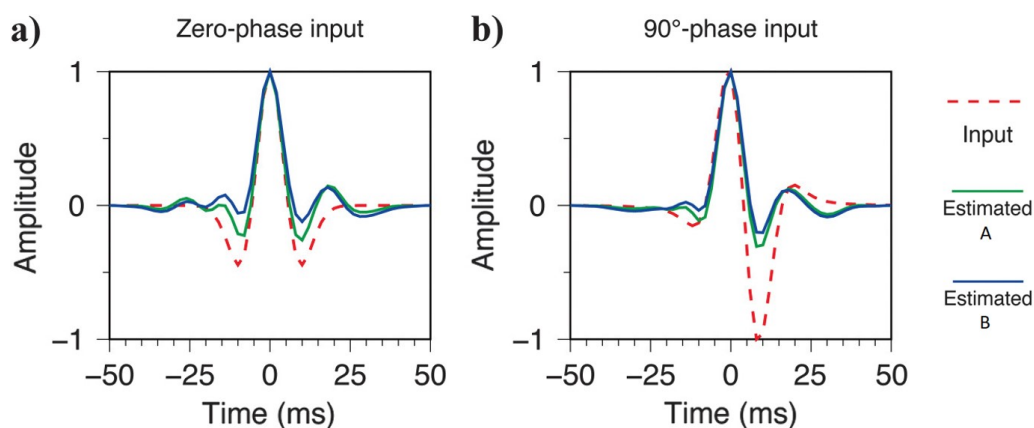 a) Zero-phase input
b) 90°-phase input
1
0
−1
Amplitude
−50 −25 0 25 50
Time (ms)
1
0
−1
Amplitude
−50 −25 0 25 50
Time (ms)
Input
Estimated
A
Estimated
B